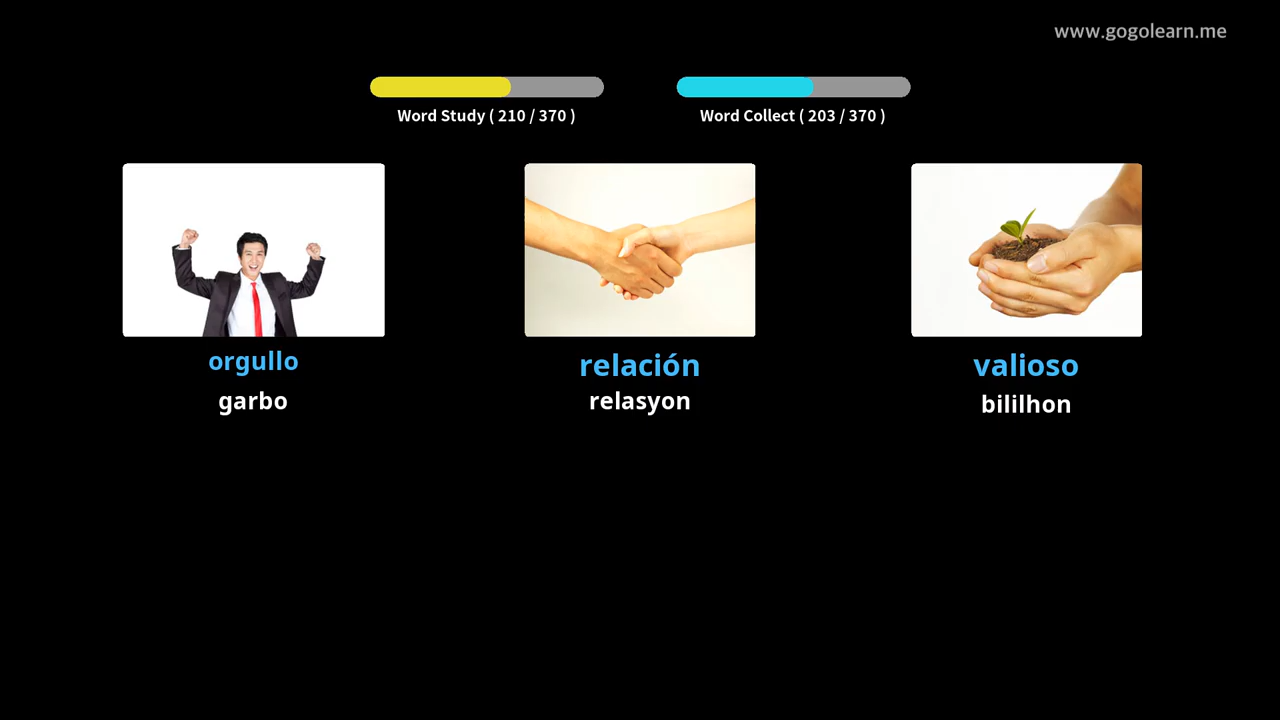 www.gogolearn.me
Word Study ( 210 / 370 )
Word Collect ( 203 / 370 )
orgullo
garbo
relación
relasyon
valioso
bililhon